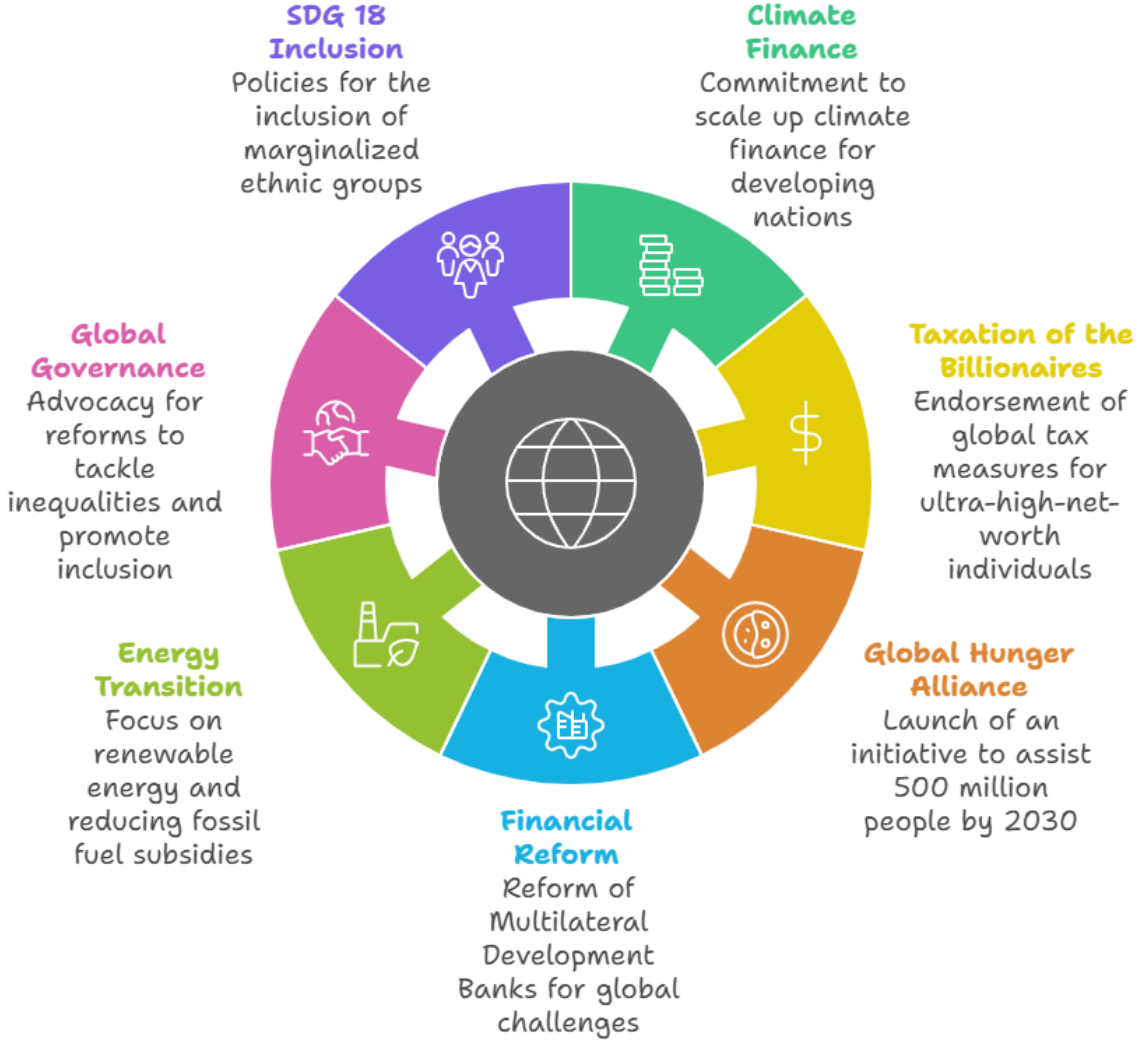 SDG 18
Inclusion
Policies for the
inclusion of
marginalized
ethnic groups
Climate
Finance
Commitment to
scale up climate
finance for
developing
nations
Global
Governance
Advocacy for
reforms to
tackle
inequalities and
promote
inclusion
Taxation of the
Billionaires
Endorsement of
global tax
measures for
ultra-high-net-
worth
individuals
$
Energy
Transition
Focus on
renewable
energy and
reducing fossil
fuel subsidies
Global Hunger
Alliance
Launch of an
initiative to assist
500 million
people by 2030
Financial
Reform
Reform of
Multilateral
Development
Banks for global
challenges